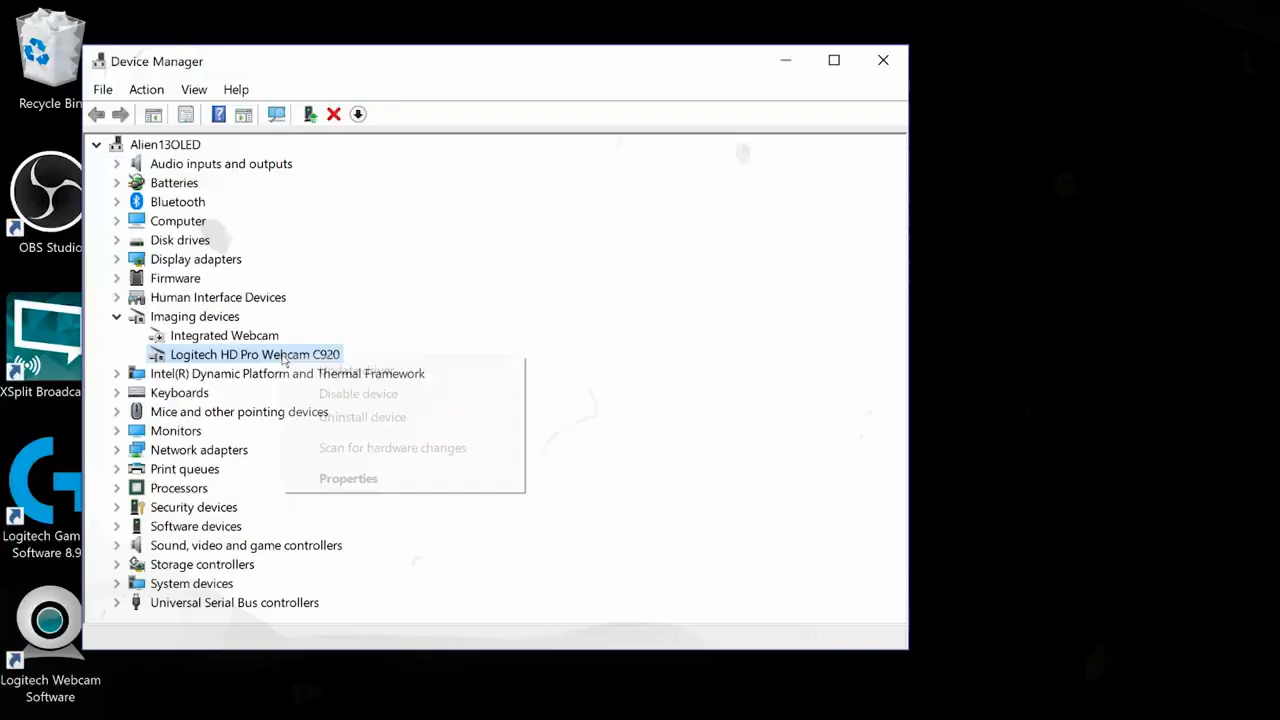 Recycle Bin
OBS Studio
XSplit Broadca
Logitech Gam
Software 8.9
Logitech Webcam
Software
Device Manager
File Action View Help
Alien13OLED
Audio inputs and outputs
Batteries
Bluetooth
Computer
Disk drives
Display adapters
Firmware
Human Interface Devices
Imaging devices
Integrated Webcam
Logitech HD Pro Webcam C920
Intel(R) Dynamic Platform and Thermal Framework
Keyboards
Mice and other pointing devices
Monitors
Network adapters
Print queues
Processors
Security devices
Software devices
Sound, video and game controllers
Storage controllers
System devices
Universal Serial Bus controllers
Update driver
Disable device
Uninstall device
Scan for hardware changes
Properties